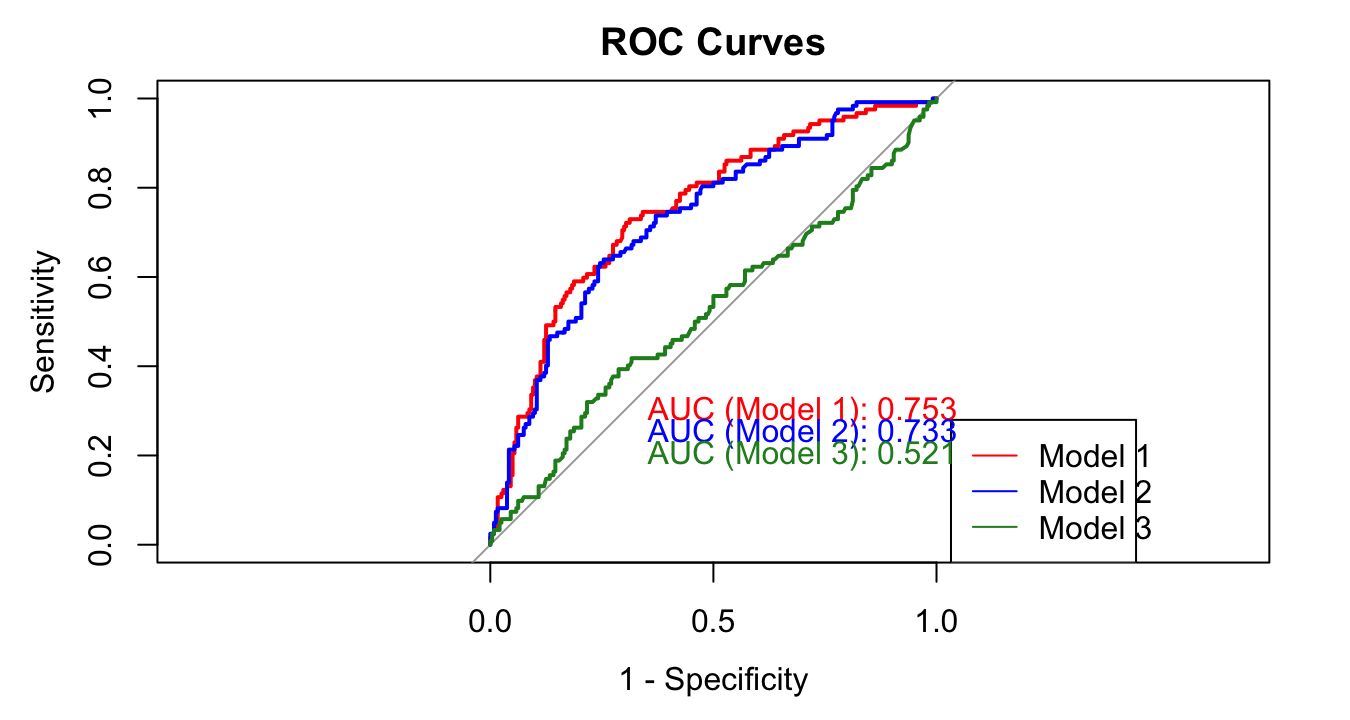 ROC Curves
Sensitivity
1.0
0.8
0.6
0.4
0.2
0.0
AUC (Model 1): 0.753
AUC (Model 2): 0.733
AUC (Model 3): 0.521
Model 1
Model 2
Model 3
0.0 0.5 1.0
1 - Specificity